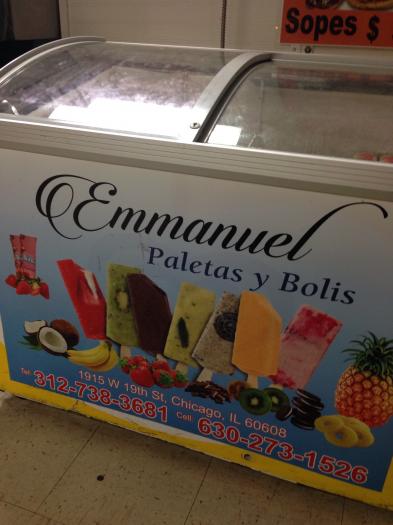 Sopes $
Emmanuel
Paletas y Bolis
1915 W 19th St, Chicago, IL 60608
Tel: 312-738-3681 Cell: 630-273-1526